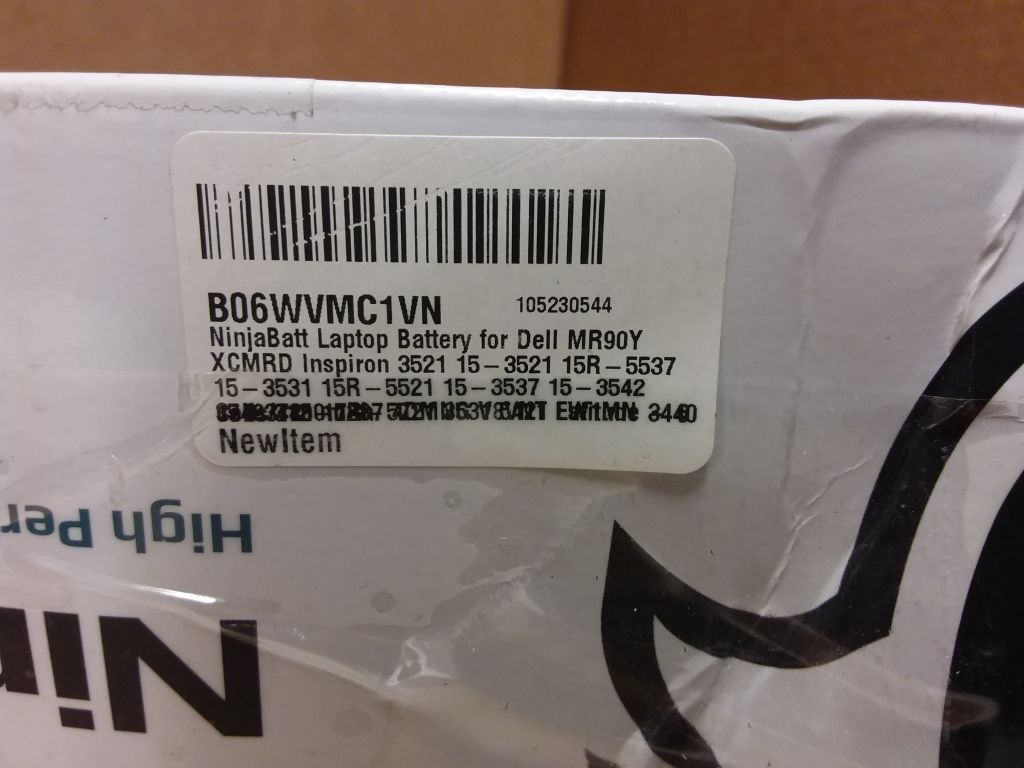 B06WVMC1VN 105230544
NinjaBatt Laptop Battery for Dell MR90Y
XCMRD Inspiron 3521 15-3521 15R-5537
15-3531 15R-5521 15-3537 15-3542
NewItem
High Per
Nin